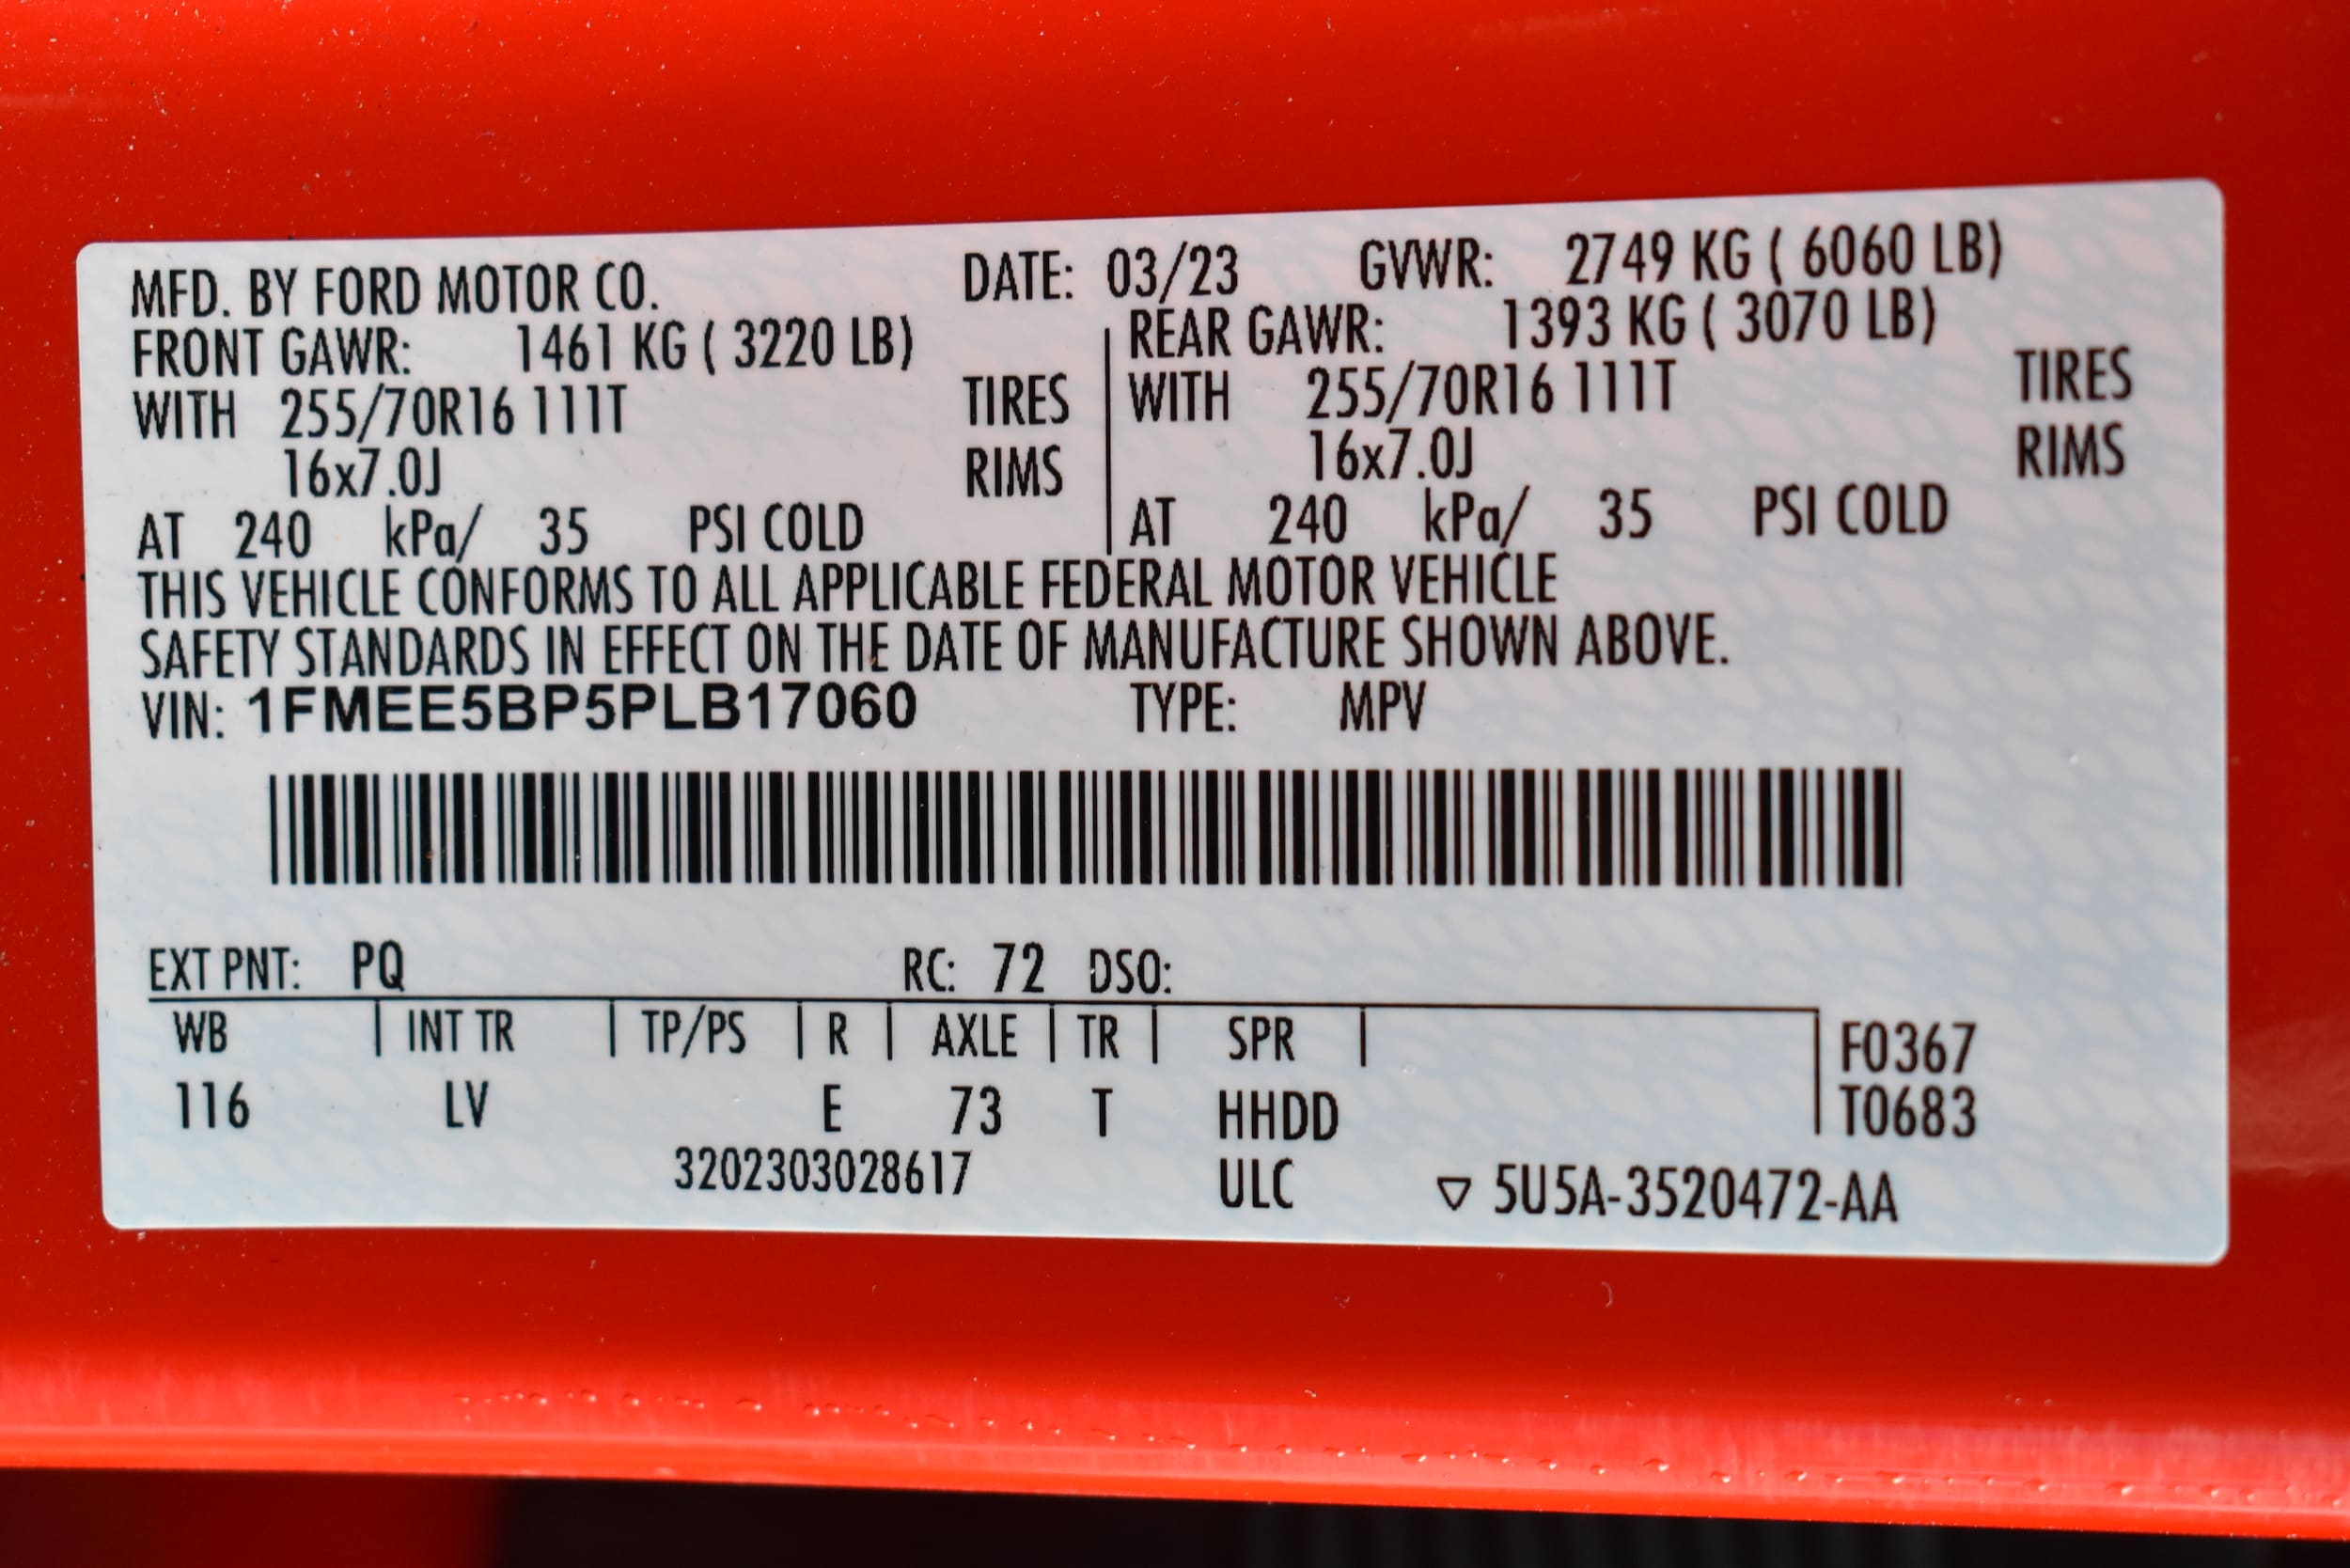 MFD. BY FORD MOTOR CO. DATE: 03/23 GVWR: 2749 KG ( 6060 LB)
FRONT GAWR: 1461 KG ( 3220 LB) REAR GAWR: 1393 KG ( 3070 LB)
WITH 255/70R16 111T TIRES WITH 255/70R16 111T TIRES
16x7.0J RIMS 16x7.0J RIMS
AT 240 kPa/ 35 PSI COLD AT 240 kPa/ 35 PSI COLD
THIS VEHICLE CONFORMS TO ALL APPLICABLE FEDERAL MOTOR VEHICLE
SAFETY STANDARDS IN EFFECT ON THE DATE OF MANUFACTURE SHOWN ABOVE.
VIN: 1FMEE5BP5PLB17060 TYPE: MPV
EXT PNT: PQ RC: 72 DSO:
WB | INT TR | TP/PS | R | AXLE | TR | SPR | F0367
116 LV E 73 T HHDD T0683
3202303028617 ULC ▽ 5U5A-3520472-AA